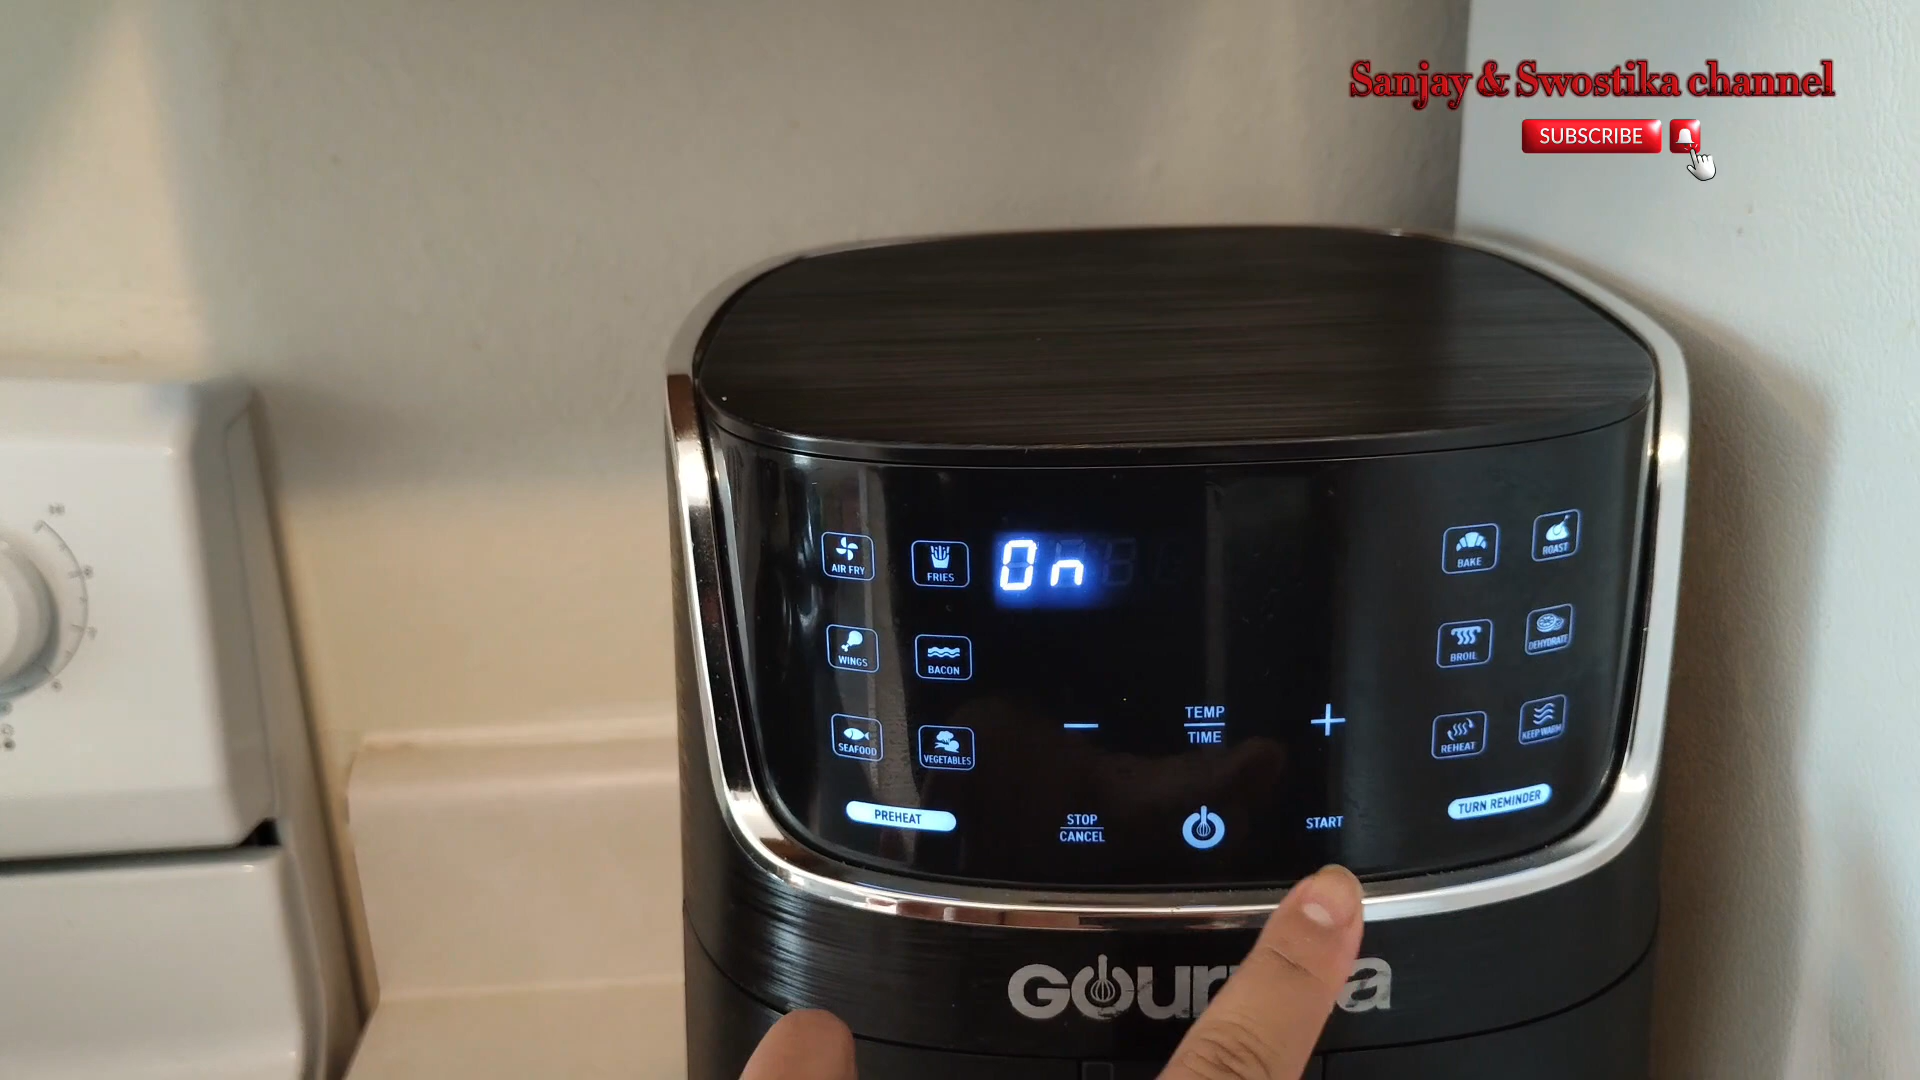 Sanjay & Swostika channel
SUBSCRIBE
AIR FRY
FRIES
On
BAKE
ROAST
WINGS
BACON
BROIL
DEHYDRATE
SEAFOOD
VEGETABLES
TEMP
TIME
REHEAT
KEEP WARM
PREHEAT
STOP
CANCEL
START
TURN REMINDER